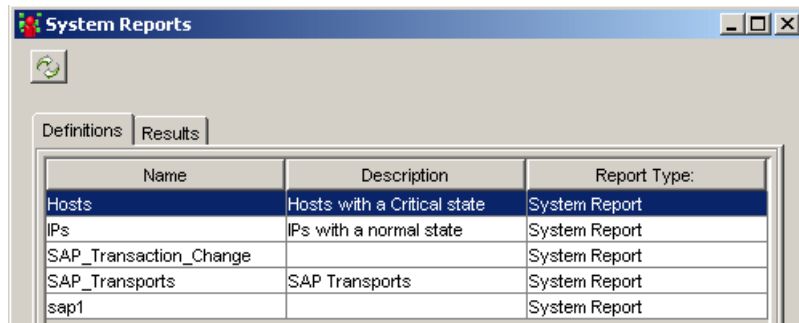 System Reports
Definitions Results
Name Description Report Type:
Hosts Hosts with a Critical state System Report
IPs IPs with a normal state System Report
SAP_Transaction_Change System Report
SAP_Transports SAP Transports System Report
sap1 System Report